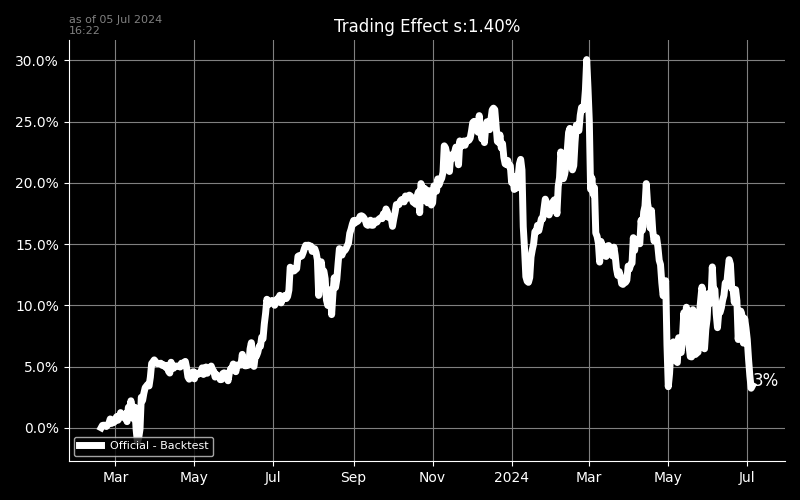 as of 05 Jul 2024
16:22
Trading Effect s:1.40%
30.0%
25.0%
20.0%
15.0%
10.0%
5.0%
0.0%
3%
Official - Backtest
Mar May Jul Sep Nov 2024 Mar May Jul